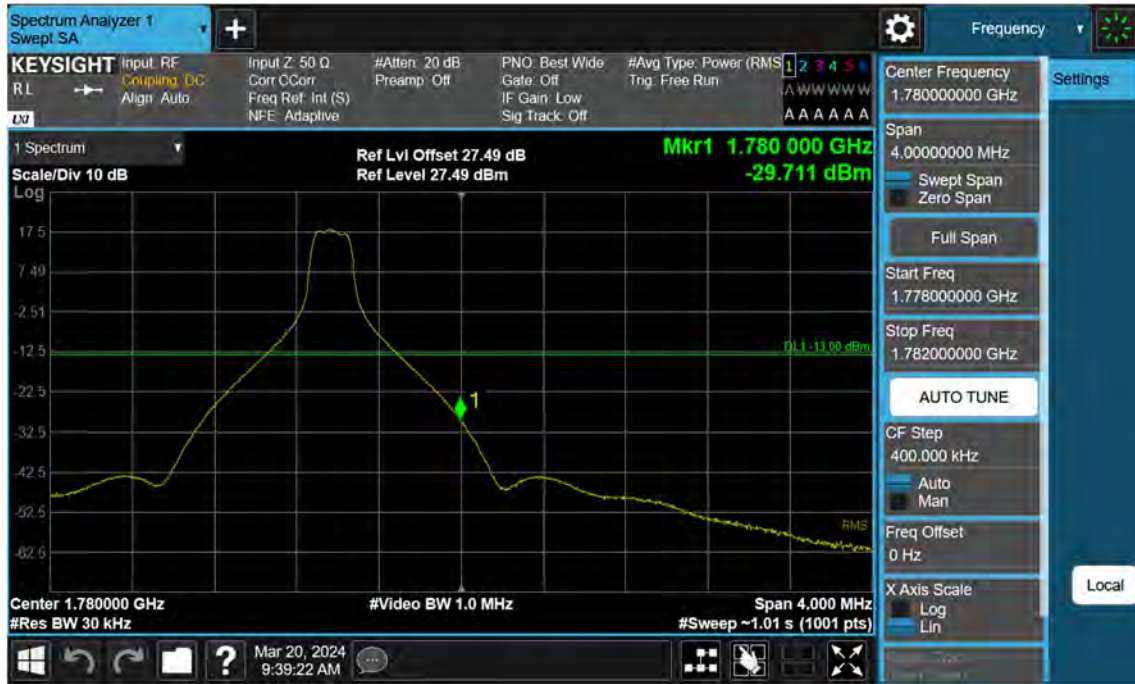 Spectrum Analyzer 1
Swept SA
+
Frequency
KEYSIGHT
RL
LXI
Input: RF
Coupling: DC
Align: Auto
Input Z: 50 Ω
Corr CCorr
Freq Ref: Int (S)
NFE: Adaptive
#Atten: 20 dB
Preamp: Off
PNO: Best Wide
Gate: Off
IF Gain: Low
Sig Track: Off
#Avg Type: Power (RMS
Trig: Free Run
1 2 3 4 5 6
A W W W W W
A A A A A A
1 Spectrum
Scale/Div 10 dB
Ref Lvl Offset 27.49 dB
Ref Level 27.49 dBm
Mkr1 1.780 000 GHz
-29.711 dBm
Log
17.5
7.49
-2.51
-12.5
-22.5
-32.5
-42.5
-52.5
-62.5
DL1 -13.00 dBm
1
RMS
Center 1.780000 GHz
#Res BW 30 kHz
#Video BW 1.0 MHz
Span 4.000 MHz
#Sweep ~1.01 s (1001 pts)
?
Mar 20, 2024
9:39:22 AM
Center Frequency
1.780000000 GHz
Span
4.00000000 MHz
Swept Span
Zero Span
Full Span
Start Freq
1.778000000 GHz
Stop Freq
1.782000000 GHz
AUTO TUNE
CF Step
400.000 kHz
Auto
Man
Freq Offset
0 Hz
X Axis Scale
Log
Lin
Settings
Local